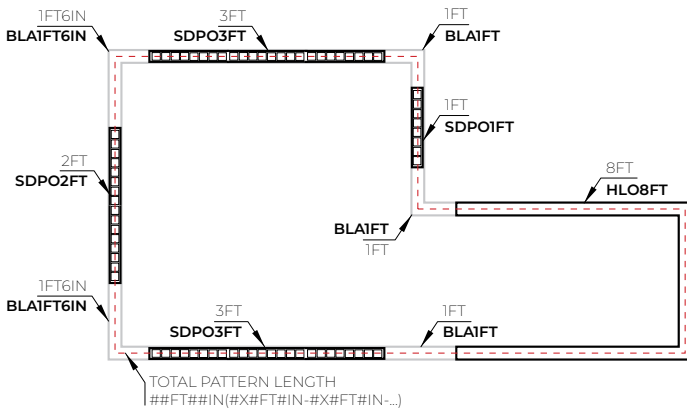 1FT6IN
BLA1FT6IN
3FT
SDPO3FT
1FT
BLA1FT
1FT
SDPO1FT
2FT
SDPO2FT
8FT
HLO8FT
BLA1FT
1FT
1FT6IN
BLA1FT6IN
3FT
SDPO3FT
1FT
BLA1FT
TOTAL PATTERN LENGTH
##FT##IN(#X#FT#IN-#X#FT#IN-...)